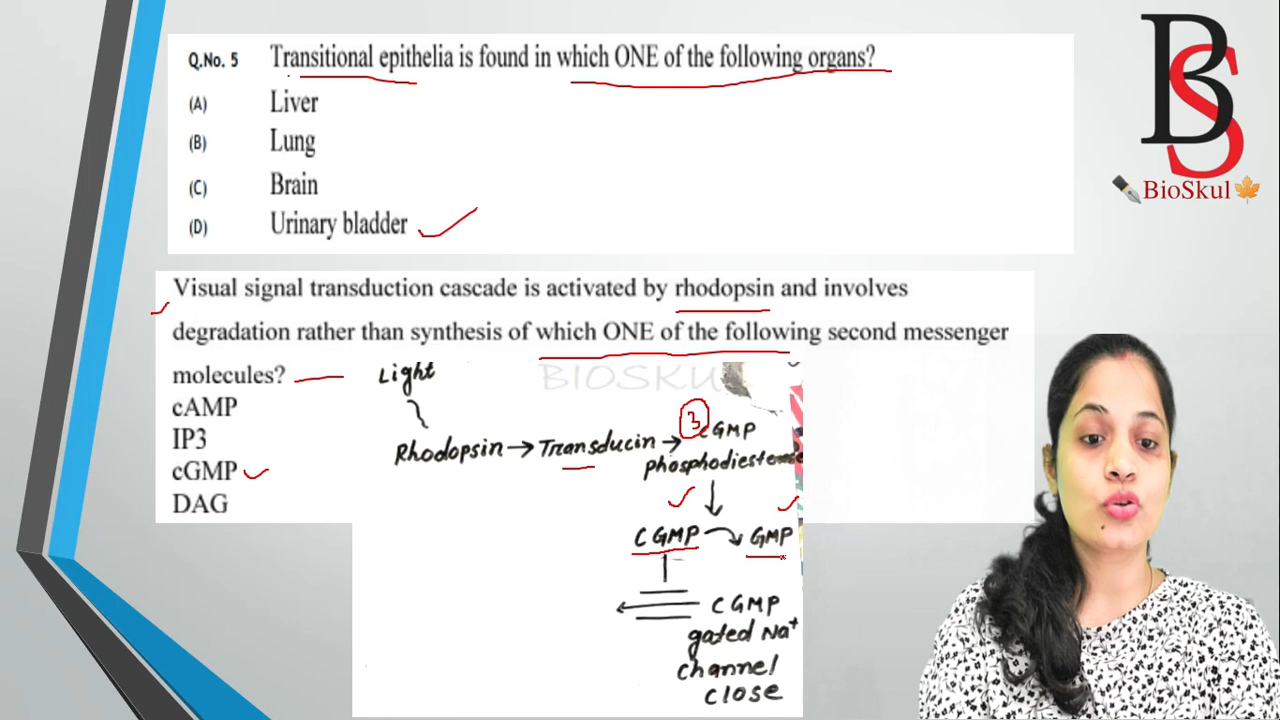 Q.No. 5 Transitional epithelia is found in which ONE of the following organs?
(A) Liver
(B) Lung
(C) Brain
(D) Urinary bladder
BS
BioSkul
Visual signal transduction cascade is activated by rhodopsin and involves
degradation rather than synthesis of which ONE of the following second messenger
molecules?
cAMP
IP3
cGMP
DAG
BIOSKU
Light
Rhodopsin → Transducin → cGMP
3
phosphodiesterase
CGMP GMP
CGMP
gated Na+
channel
close